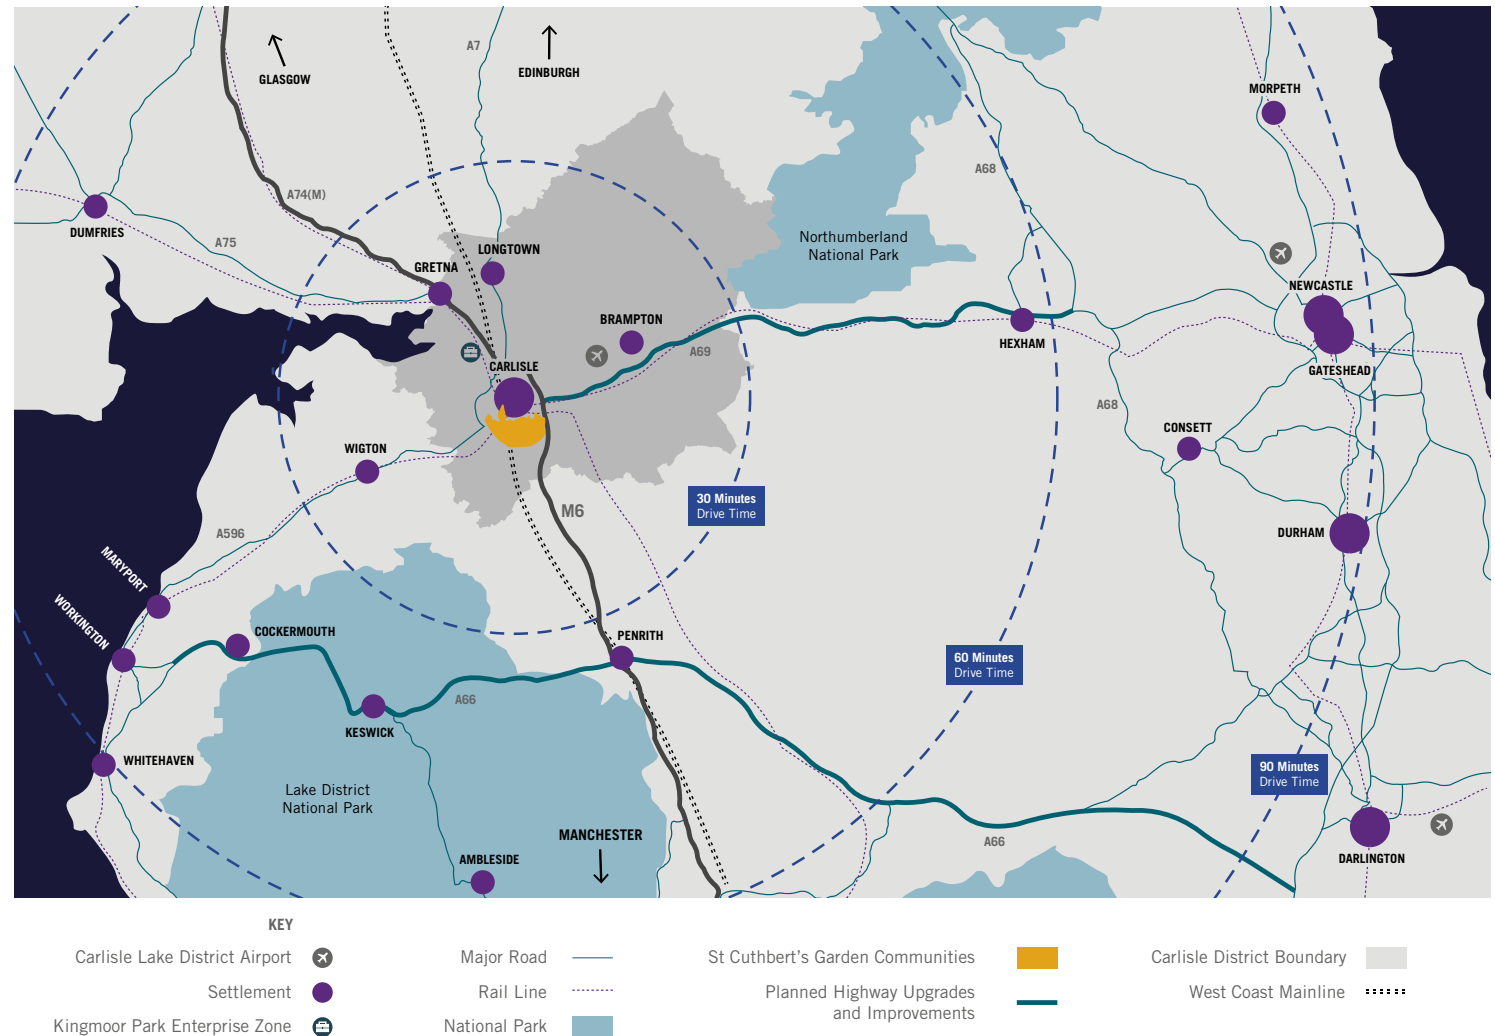 A7
GLASGOW
EDINBURGH
MORPETH
A68
A74(M)
DUMFRIES
A75
LONGTOWN
GRETNA
Northumberland
National Park
NEWCASTLE
BRAMPTON
HEXHAM
A69
CARLISLE
GATESHEAD
A68
CONSETT
WIGTON
30 Minutes
Drive Time
M6
A596
DURHAM
MARYPORT
WORKINGTON
COCKERMOUTH
PENRITH
60 Minutes
Drive Time
A66
KESWICK
WHITEHAVEN
90 Minutes
Drive Time
Lake District
National Park
MANCHESTER
A66
AMBLESIDE
DARLINGTON
KEY
Carlisle Lake District Airport
Settlement
Kingmoor Park Enterprise Zone
Major Road
Rail Line
National Park
St Cuthbert's Garden Communities
Planned Highway Upgrades
and Improvements
Carlisle District Boundary
West Coast Mainline